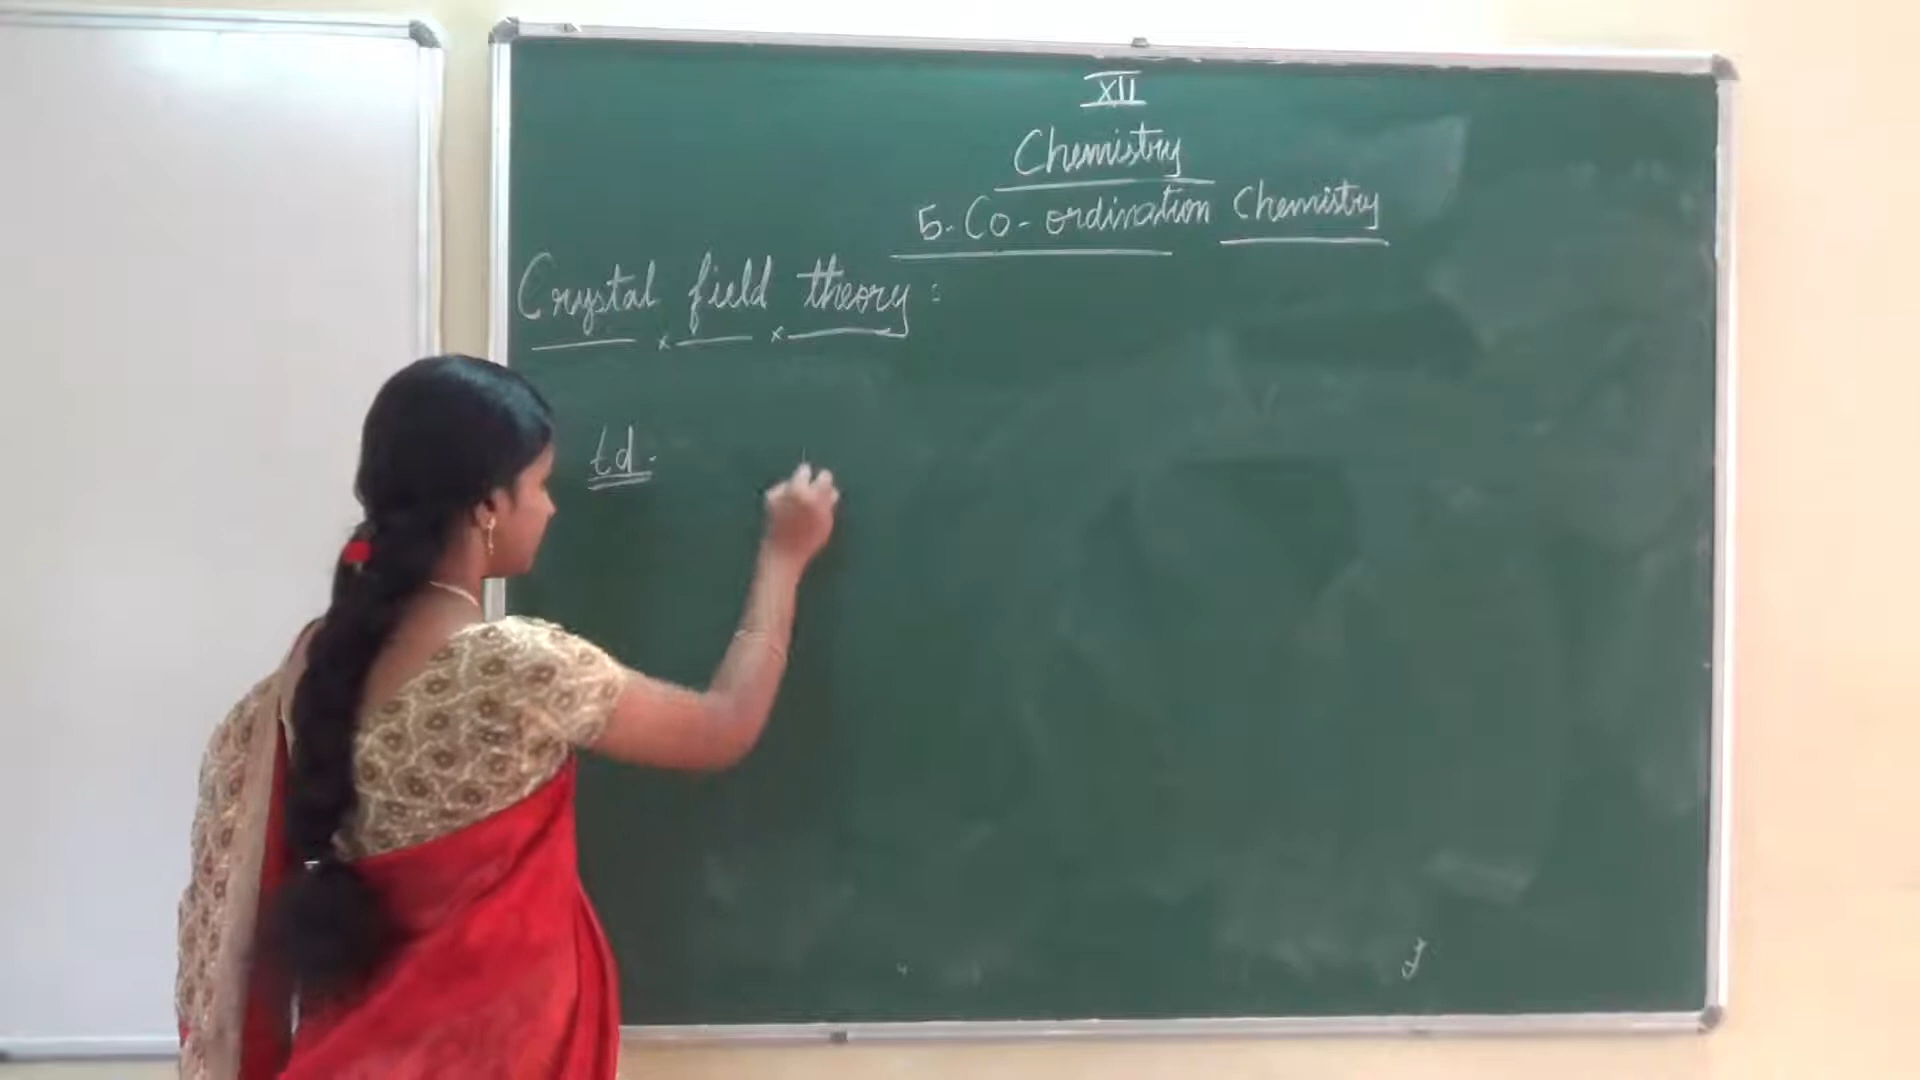 XII
Chemistry
5. Co-ordination Chemistry
Crystal field theory:
td.